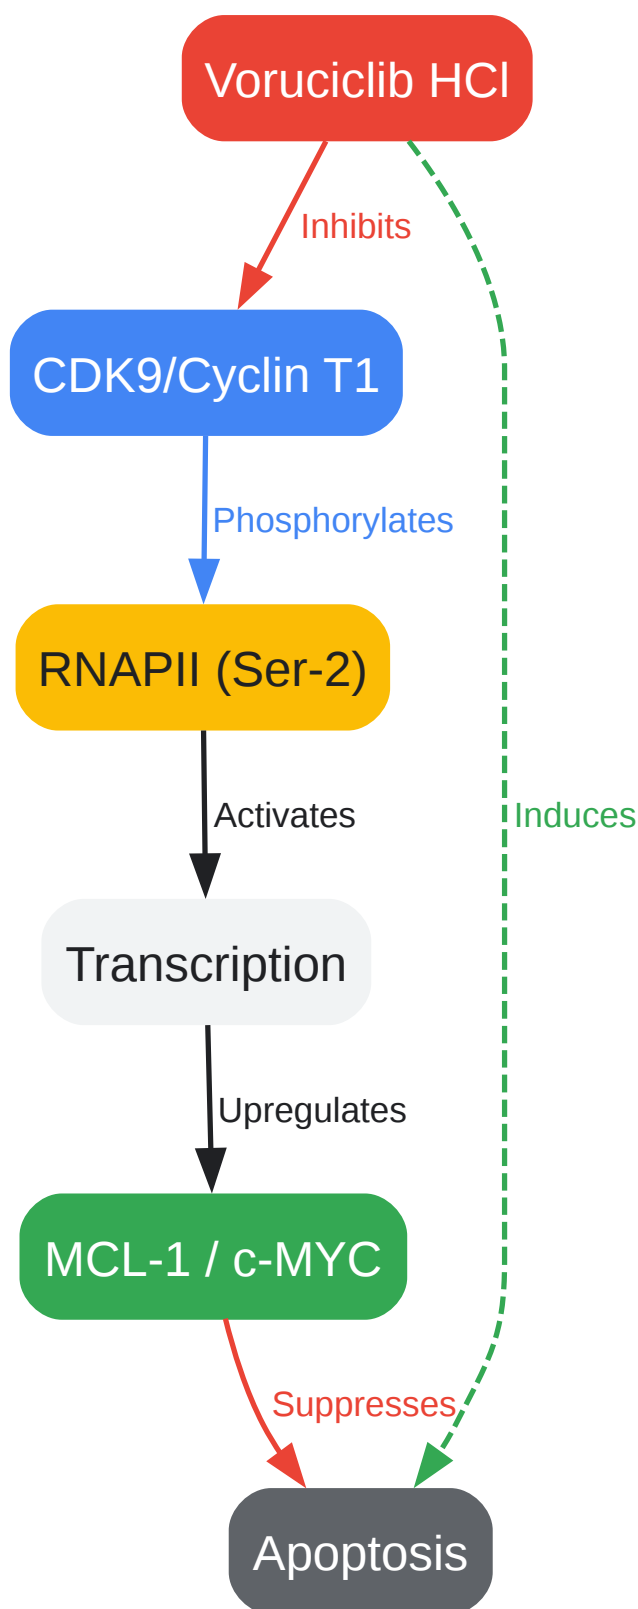 Voruciclib HCl
Inhibits
CDK9/Cyclin T1
Phosphorylates
RNAPII (Ser-2)
Activates
Induces
Transcription
Upregulates
MCL-1 / c-MYC
Suppresses
Apoptosis